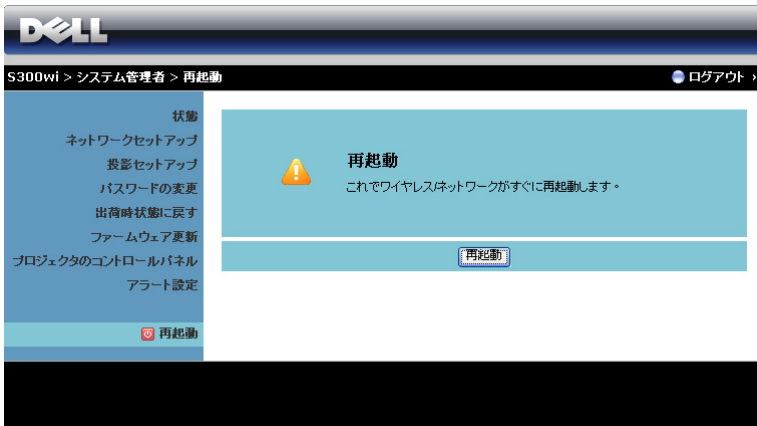 DELL
S300wi > システム管理者 > 再起動
ログアウト ›
状態
ネットワークセットアップ
投影セットアップ
パスワードの変更
出荷時状態に戻す
ファームウェア更新
プロジェクタのコントロールパネル
アラート設定
再起動
再起動
これでワイヤレス/ネットワークがすぐに再起動します。
再起動